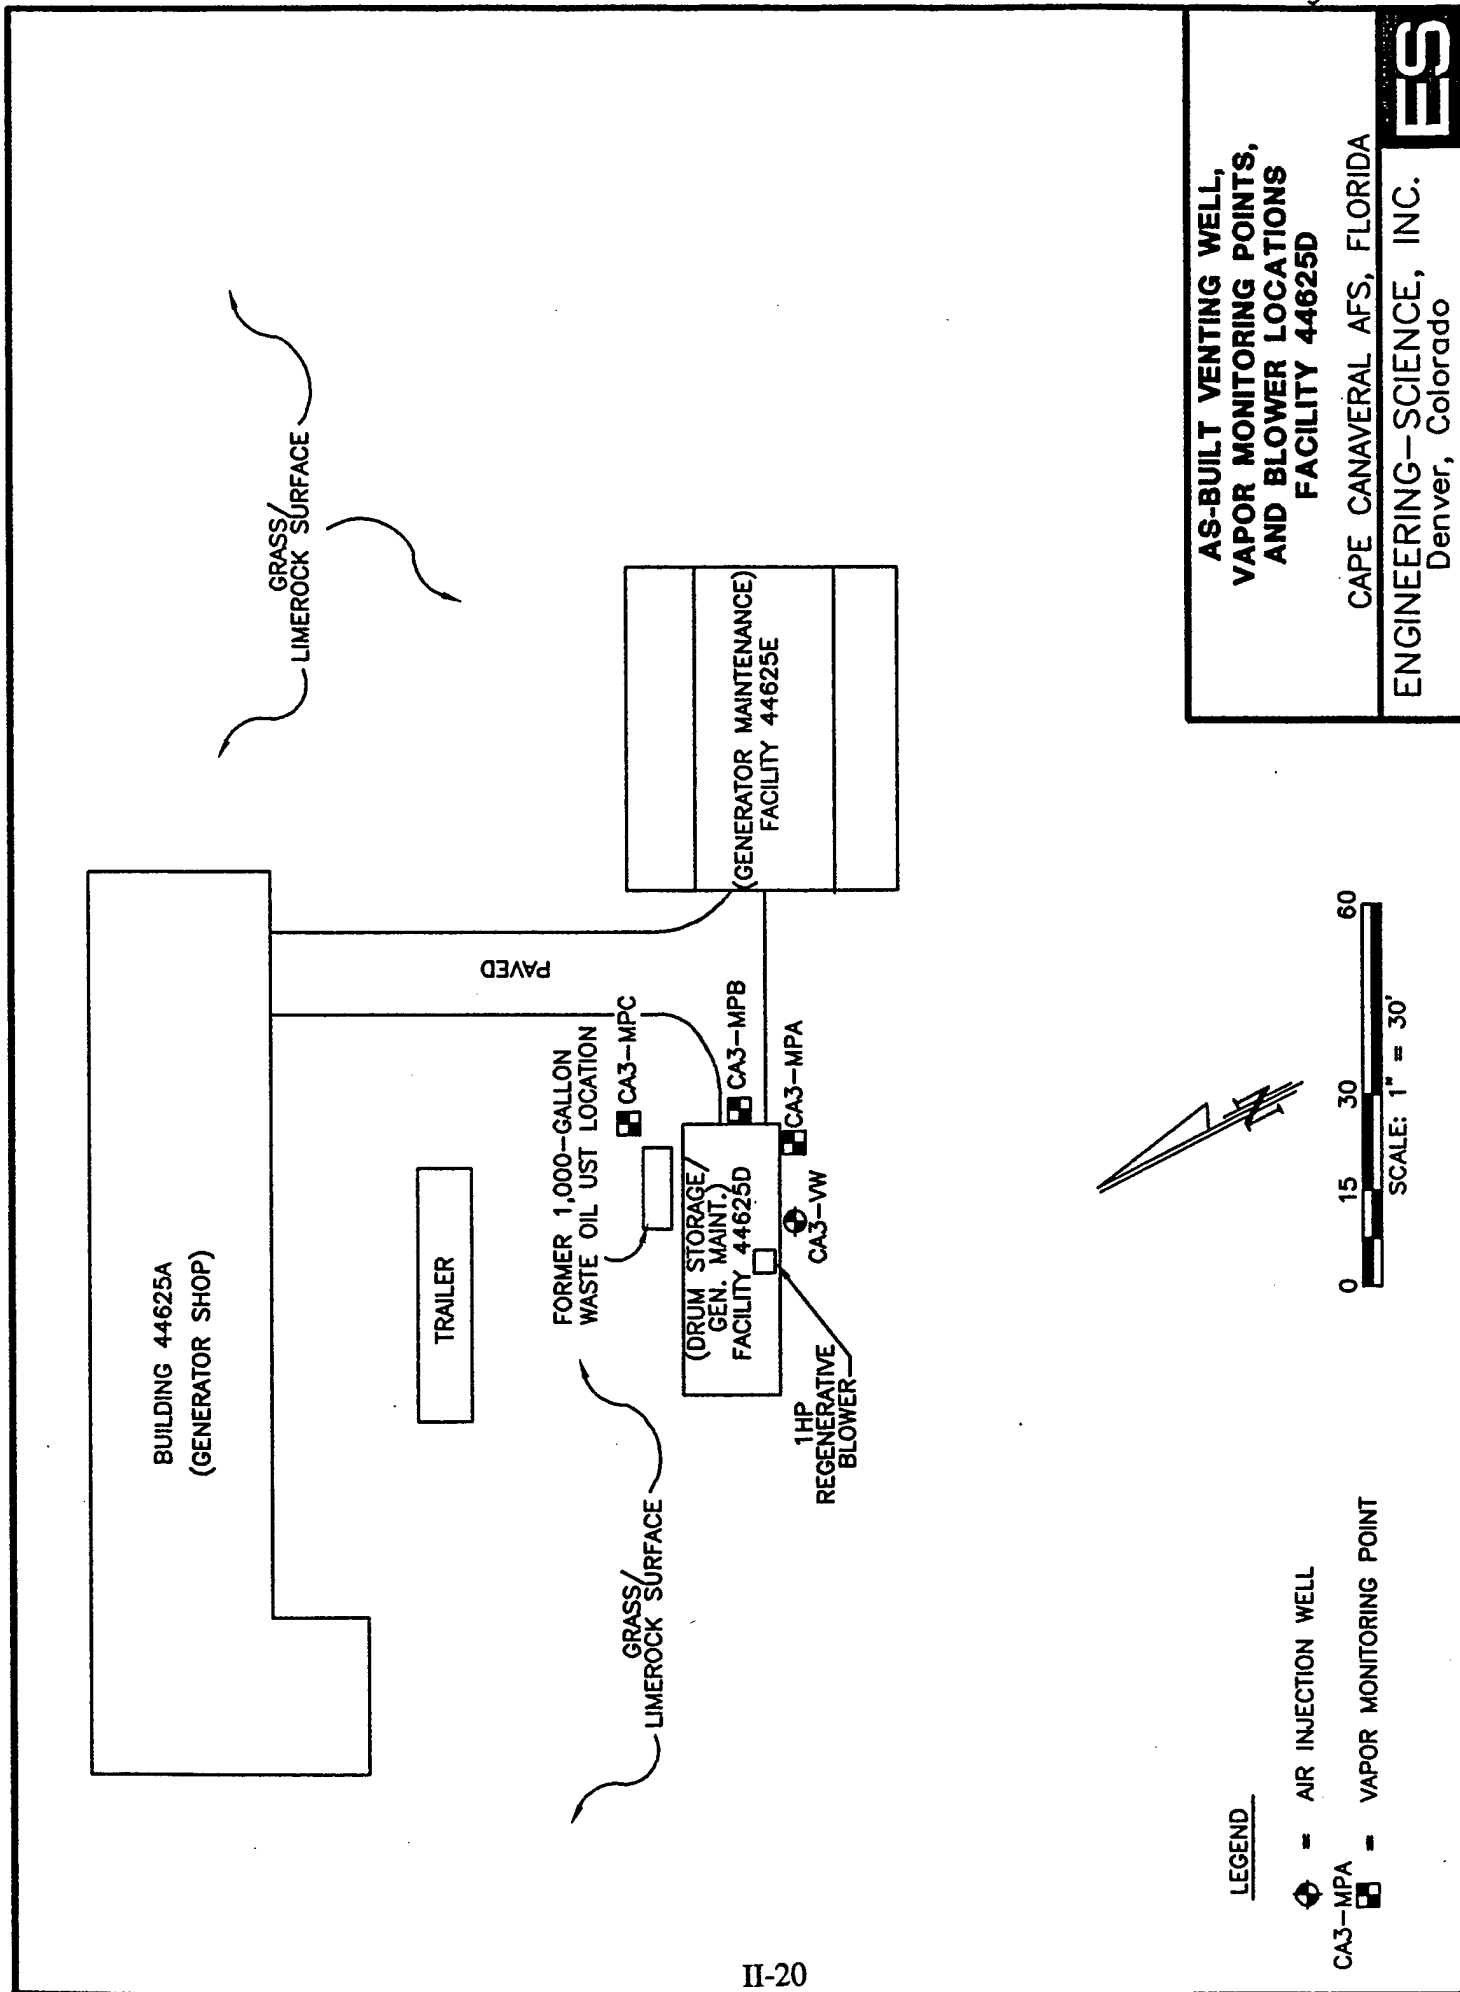 BUILDING 44625A
(GENERATOR SHOP)
TRAILER
GRASS/
LIMEROCK SURFACE
GRASS/
LIMEROCK SURFACE
PAVED
FORMER 1,000-GALLON
WASTE OIL UST LOCATION
CA3-MPC
CA3-MPB
CA3-MPA
CA3-VW
(DRUM STORAGE/
GEN. MAINT.)
FACILITY 44625D
1HP
REGENERATIVE
BLOWER
(GENERATOR MAINTENANCE)
FACILITY 44625E
N
LEGEND
= AIR INJECTION WELL
CA3-MPA
= VAPOR MONITORING POINT
0 15 30 60
SCALE: 1" = 30'
AS-BUILT VENTING WELL,
VAPOR MONITORING POINTS,
AND BLOWER LOCATIONS
FACILITY 44625D
CAPE CANAVERAL AFS, FLORIDA
ENGINEERING-SCIENCE, INC.
Denver, Colorado
ES
II-20